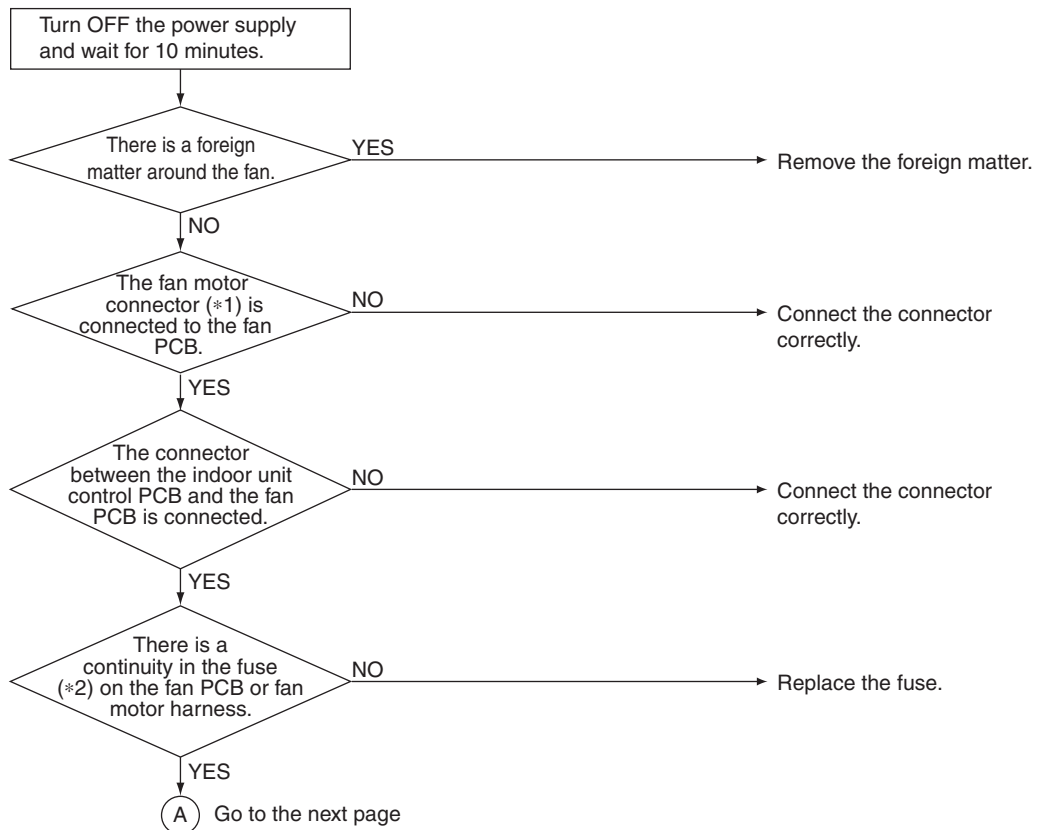 Turn OFF the power supply
and wait for 10 minutes.
There is a foreign
matter around the fan.
YES
Remove the foreign matter.
NO
The fan motor
connector (*1) is
connected to the fan
PCB.
NO
Connect the connector
correctly.
YES
The connector
between the indoor unit
control PCB and the fan
PCB is connected.
NO
Connect the connector
correctly.
YES
There is a
continuity in the fuse
(*2) on the fan PCB or fan
motor harness.
NO
Replace the fuse.
YES
A Go to the next page